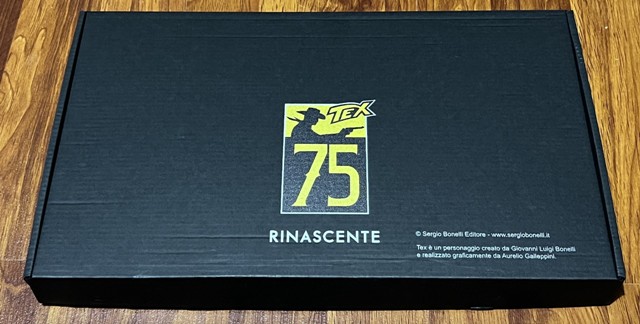 TEX
75
RINASCENTE
© Sergio Bonelli Editore - www.sergiobonelli.it
Tex è un personaggio creato da Giovanni Luigi Bonelli
e realizzato graficamente da Aurelio Galleppini.